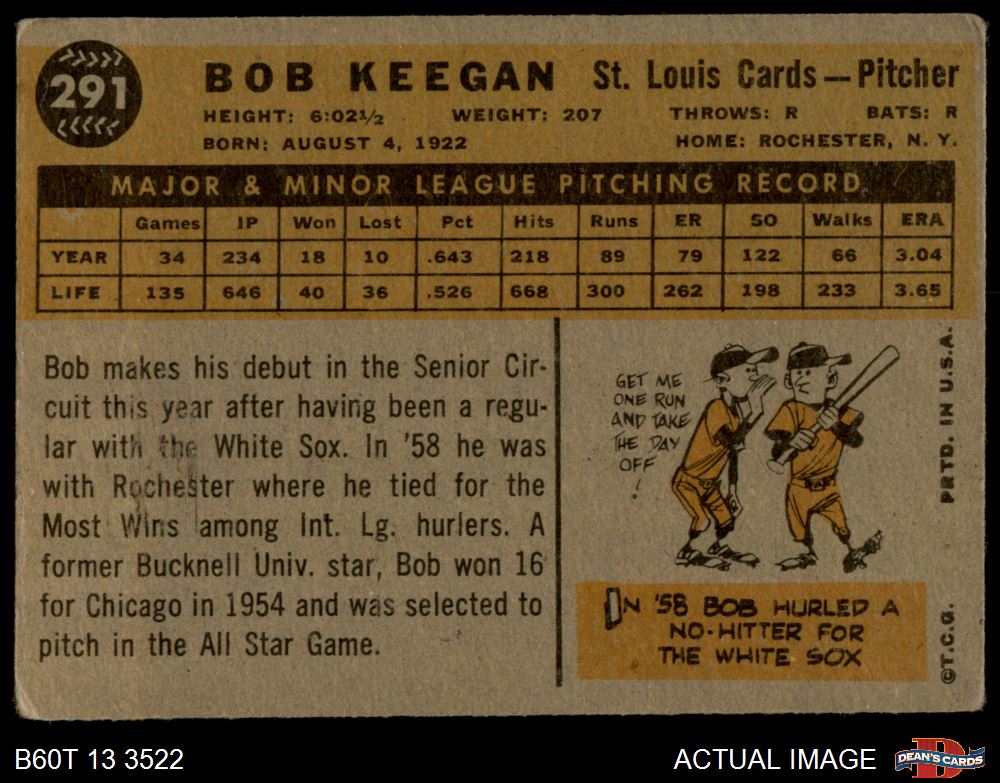 291
BOB KEEGAN St. Louis Cards—Pitcher
HEIGHT: 6:02½ WEIGHT: 207 THROWS: R BATS: R
BORN: AUGUST 4, 1922 HOME: ROCHESTER, N. Y.
MAJOR & MINOR LEAGUE PITCHING RECORD
Games IP Won Lost Pct Hits Runs ER SO Walks ERA
YEAR 34 234 18 10 .643 218 89 79 122 66 3.04
LIFE 135 646 40 36 .526 668 300 262 198 233 3.65
Bob makes his debut in the Senior Cir-
cuit this year after having been a regu-
lar with the White Sox. In '58 he was
with Rochester where he tied for the
Most Wins among Int. Lg. hurlers. A
former Bucknell Univ. star, Bob won 16
for Chicago in 1954 and was selected to
pitch in the All Star Game.
GET ME
ONE RUN
AND TAKE
THE DAY
OFF
!
IN '58 BOB HURLED A
NO-HITTER FOR
THE WHITE SOX
©T.C.G. PRTD. IN U.S.A.
B60T 13 3522 ACTUAL IMAGE DEAN'S CARDS